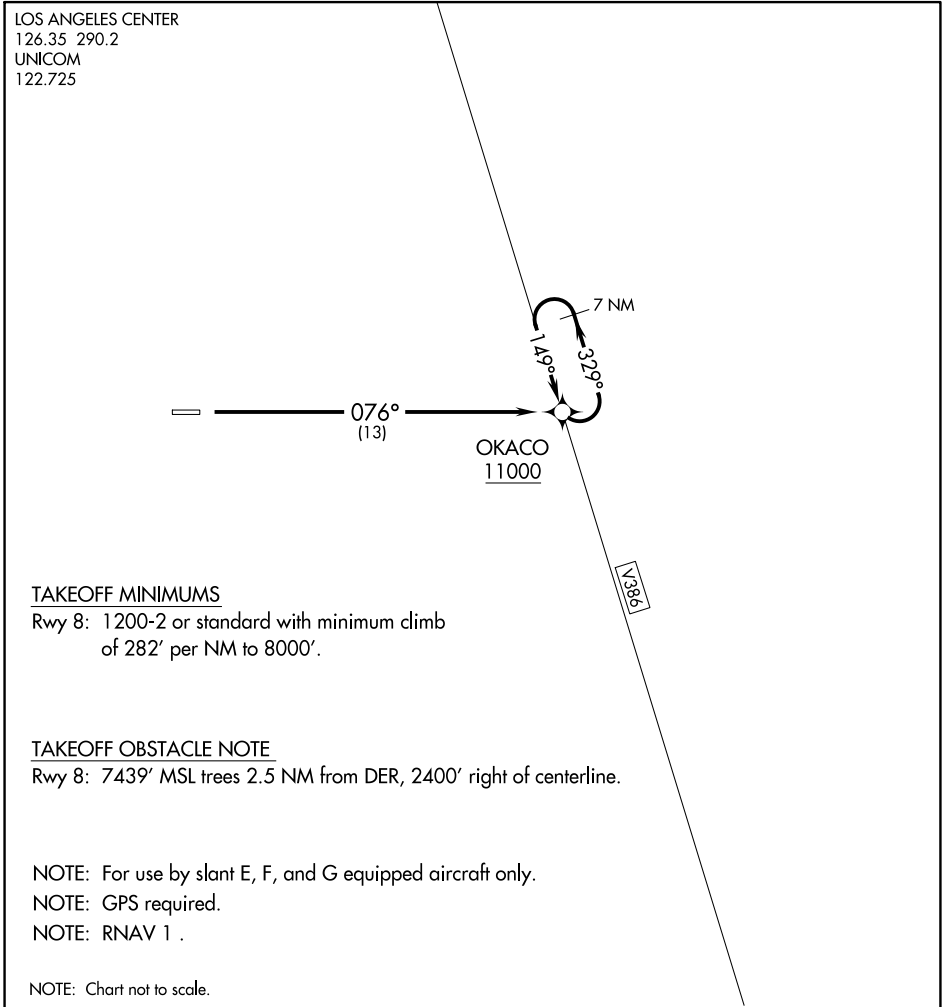 LOS ANGELES CENTER
126.35 290.2
UNICOM
122.725
7 NM
149°
329°
076°
(13)
OKACO
11000
V386
TAKEOFF MINIMUMS
Rwy 8: 1200-2 or standard with minimum climb
of 282' per NM to 8000'.
TAKEOFF OBSTACLE NOTE
Rwy 8: 7439' MSL trees 2.5 NM from DER, 2400' right of centerline.
NOTE: For use by slant E, F, and G equipped aircraft only.
NOTE: GPS required.
NOTE: RNAV 1 .
NOTE: Chart not to scale.